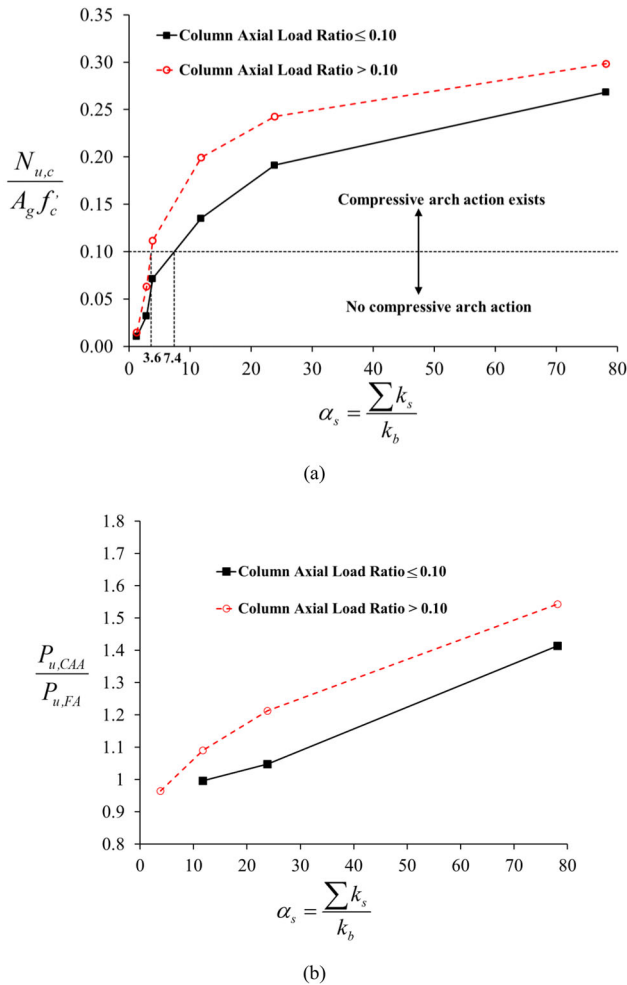 (a)
Column Axial Load Ratio ≤ 0.10
Column Axial Load Ratio > 0.10
N_{u,c} / A_g f_c^'
0.35
0.30
0.25
0.20
0.15
0.10
0.05
0.00
Compressive arch action exists
No compressive arch action
3.6 7.4
0 10 20 30 40 50 60 70 80
α_s = ∑k_s / k_b
(a)
1.8
1.7
1.6
1.5
1.4
1.3
1.2
1.1
1
0.9
0.8
Column Axial Load Ratio ≤ 0.10
Column Axial Load Ratio > 0.10
P_{u,CAA} / P_{u,FA}
0 10 20 30 40 50 60 70 80
α_s = ∑k_s / k_b
(b)